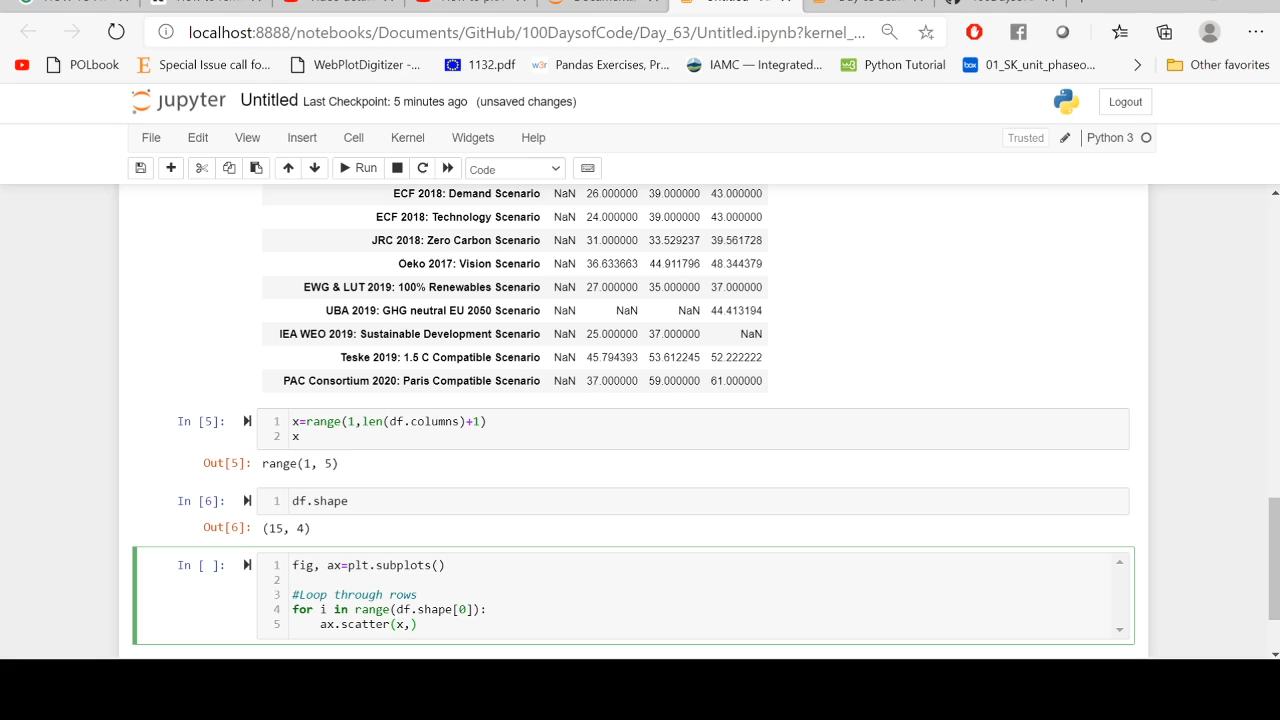 localhost:8888/notebooks/Documents/GitHub/100DaysofCode/Day_63/Untitled.ipynb?kernel_...
POLbook Special Issue call fo... WebPlotDigitizer -... 1132.pdf w3r Pandas Exercises, Pr... IAMC — Integrated... Python Tutorial box 01_SK_unit_phaseo... Other favorites
jupyter Untitled Last Checkpoint: 5 minutes ago (unsaved changes) Logout
File Edit View Insert Cell Kernel Widgets Help Trusted Python 3
Run Code
ECF 2018: Demand Scenario NaN 26.000000 39.000000 43.000000
ECF 2018: Technology Scenario NaN 24.000000 39.000000 43.000000
JRC 2018: Zero Carbon Scenario NaN 31.000000 33.529237 39.561728
Oeko 2017: Vision Scenario NaN 36.633663 44.911796 48.344379
EWG & LUT 2019: 100% Renewables Scenario NaN 27.000000 35.000000 37.000000
UBA 2019: GHG neutral EU 2050 Scenario NaN NaN NaN 44.413194
IEA WEO 2019: Sustainable Development Scenario NaN 25.000000 37.000000 NaN
Teske 2019: 1.5 C Compatible Scenario NaN 45.794393 53.612245 52.222222
PAC Consortium 2020: Paris Compatible Scenario NaN 37.000000 59.000000 61.000000
In [5]: 1 x=range(1,len(df.columns)+1)
2 x
Out[5]: range(1, 5)
In [6]: 1 df.shape
Out[6]: (15, 4)
In [ ]: 1 fig, ax=plt.subplots()
2
3 #Loop through rows
4 for i in range(df.shape[0]):
5 ax.scatter(x,)